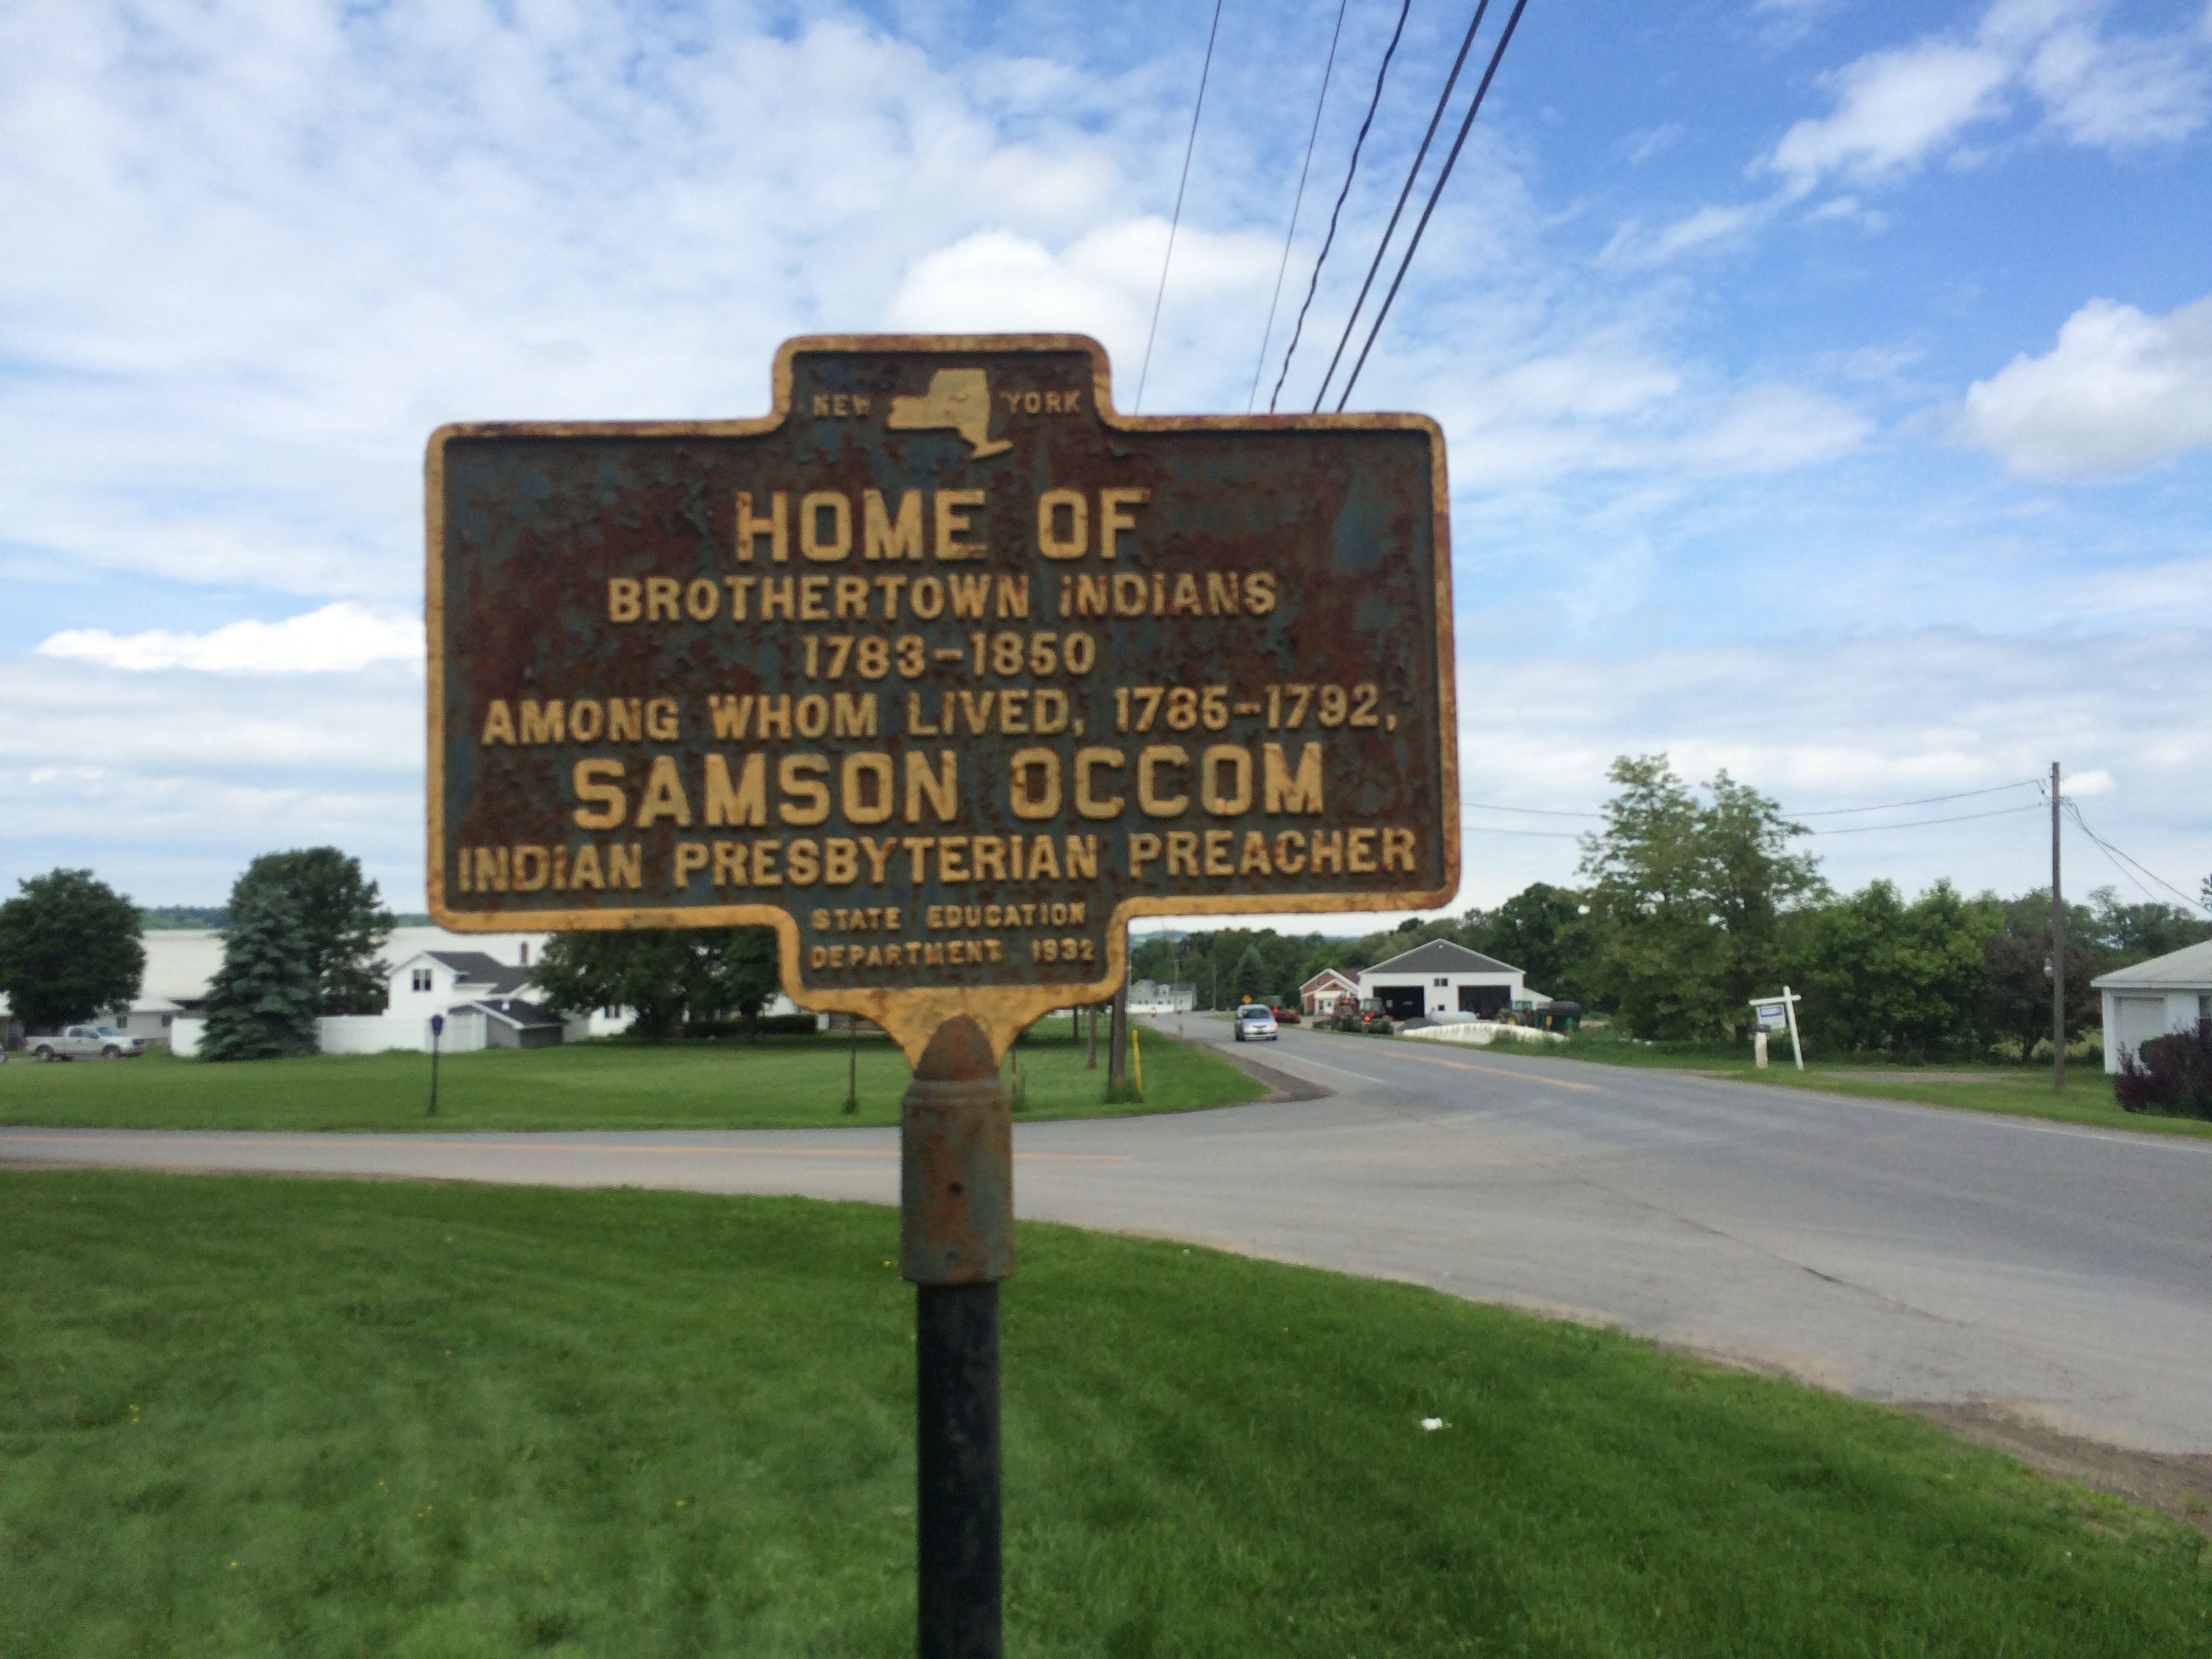 NEW YORK
HOME OF
BROTHERTOWN INDIANS
1783-1850
AMONG WHOM LIVED, 1785-1792,
SAMSON OCCOM
INDIAN PRESBYTERIAN PREACHER
STATE EDUCATION
DEPARTMENT 1932